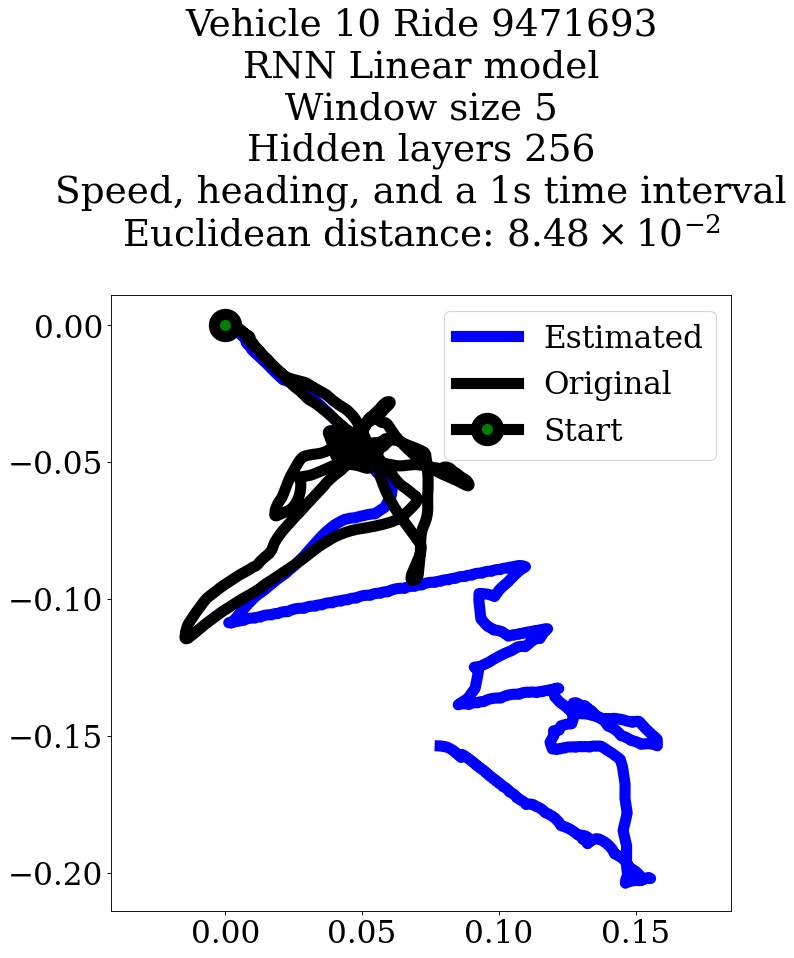 Vehicle 10 Ride 9471693
RNN Linear model
Window size 5
Hidden layers 256
Speed, heading, and a 1s time interval
Euclidean distance: 8.48 × 10⁻²
Estimated
Original
Start
0.00
−0.05
−0.10
−0.15
−0.20
0.00 0.05 0.10 0.15